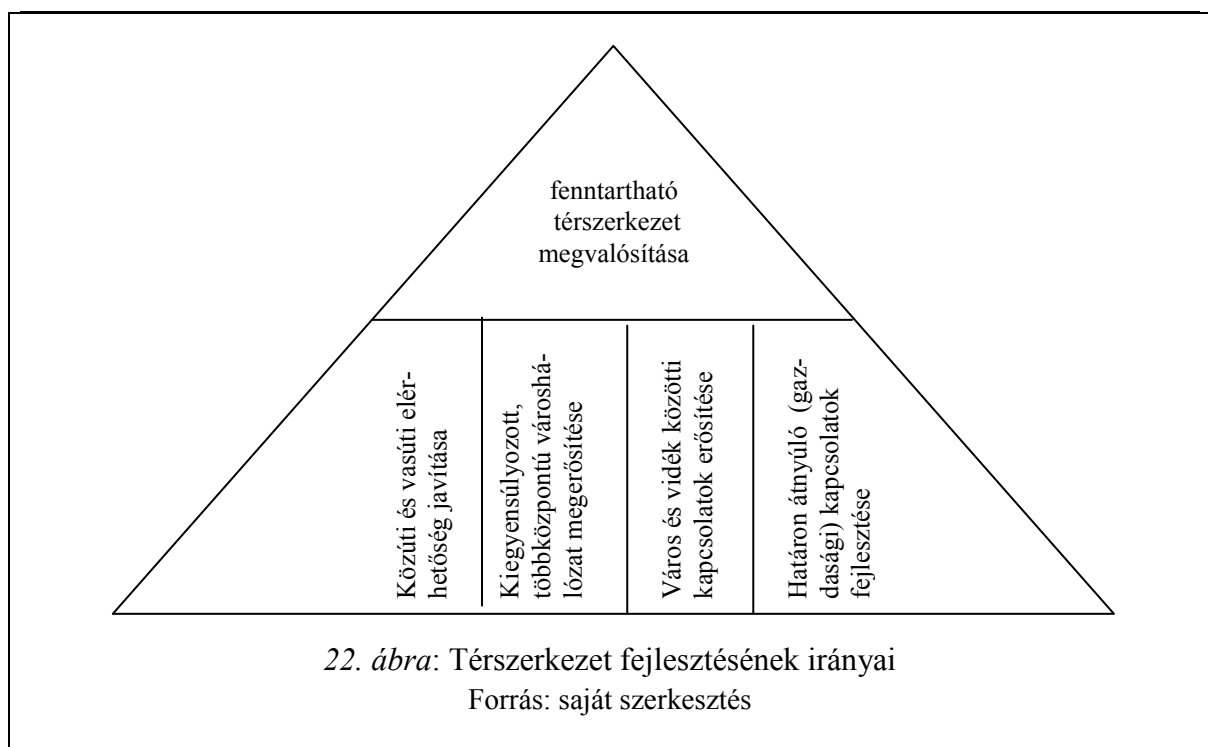 fenntartható
térszerkezet
megvalósítása
Közúti és vasúti elér-
hetőség javítása
Kiegyensúlyozott,
többközpontú városhá-
lózat megerősítése
Város és vidék közötti
kapcsolatok erősítése
Határon átnyúló (gaz-
dasági) kapcsolatok
fejlesztése
22. ábra: Térszerkezet fejlesztésének irányai
Forrás: saját szerkesztés